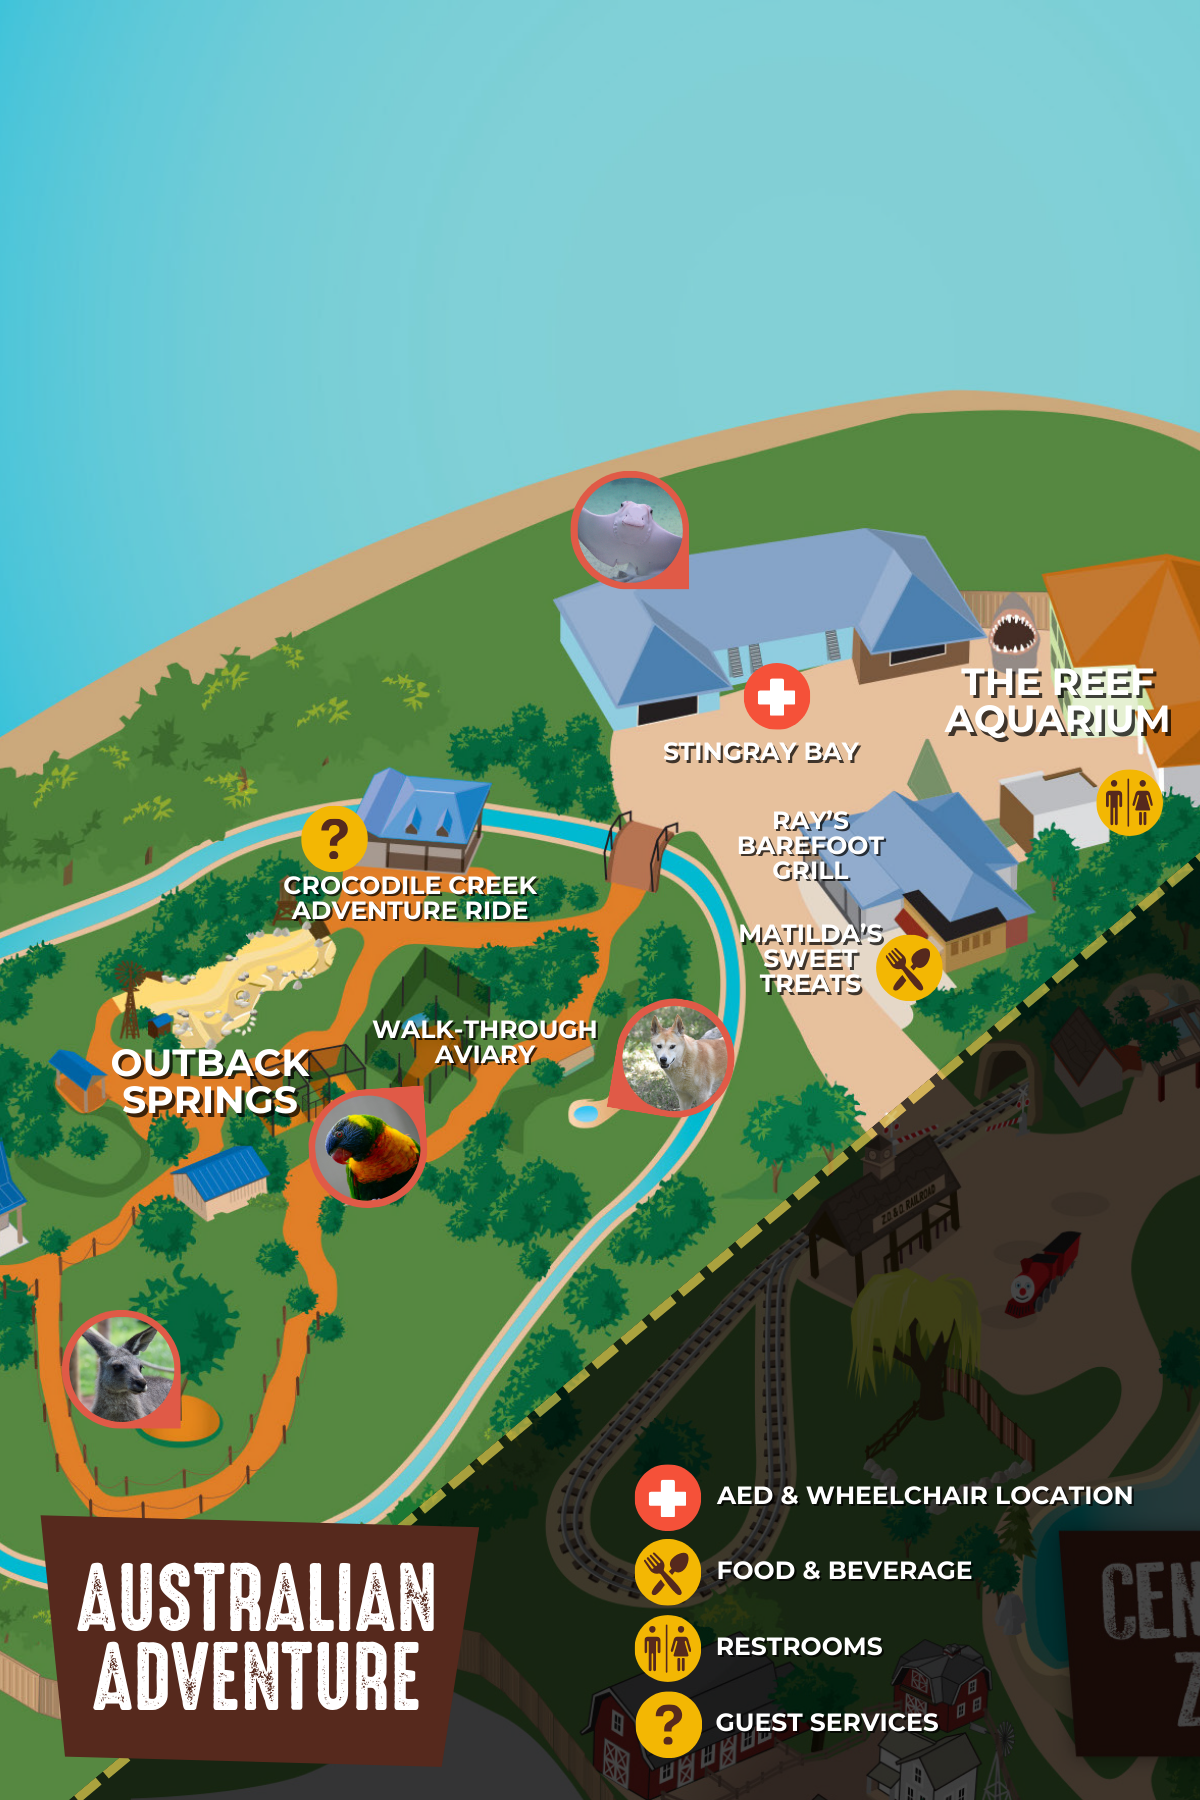 THE REEF
AQUARIUM
STINGRAY BAY
RAY'S
BAREFOOT
GRILL
?
CROCODILE CREEK
ADVENTURE RIDE
MATILDA'S
SWEET
TREATS
WALK-THROUGH
AVIARY
OUTBACK
SPRINGS
Z.O. & O. RAILROAD
AED & WHEELCHAIR LOCATION
FOOD & BEVERAGE
RESTROOMS
? GUEST SERVICES
AUSTRALIAN
ADVENTURE
CEN
Z